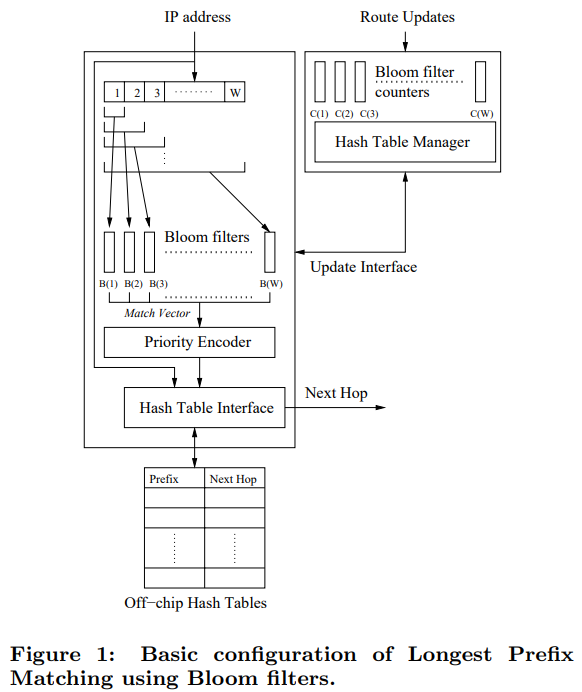 IP address
Route Updates
1 2 3 ········ W
Bloom filter
counters
C(1) C(2) C(3) C(W)
Hash Table Manager
Bloom filters
B(1) B(2) B(3) B(W)
Update Interface
Match Vector
Priority Encoder
Next Hop
Hash Table Interface
Prefix Next Hop
Off−chip Hash Tables
Figure 1: Basic configuration of Longest Prefix
Matching using Bloom filters.